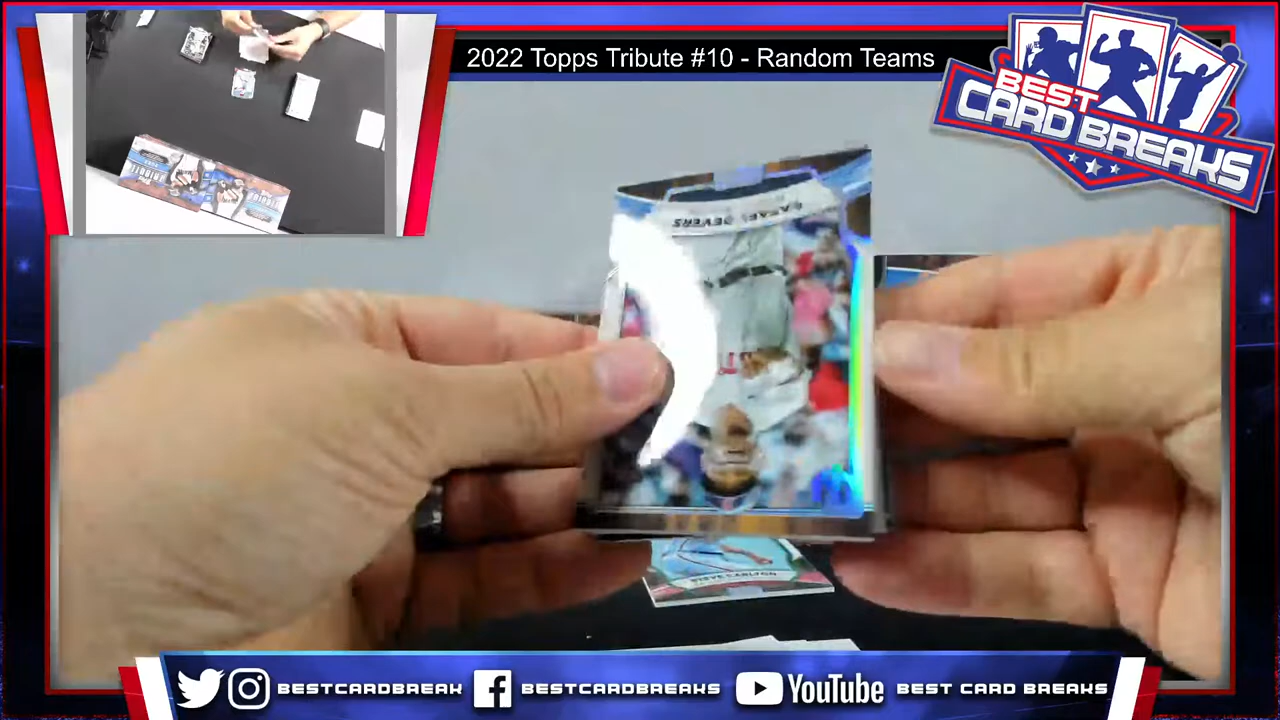 2022 Topps Tribute #10 - Random Teams
BEST
CARD BREAKS
RAFAEL DEVERS
STEVE CARLTON
TRIBUTE
BESTCARDBREAK
BESTCARDBREAKS
YouTube
BEST CARD BREAKS